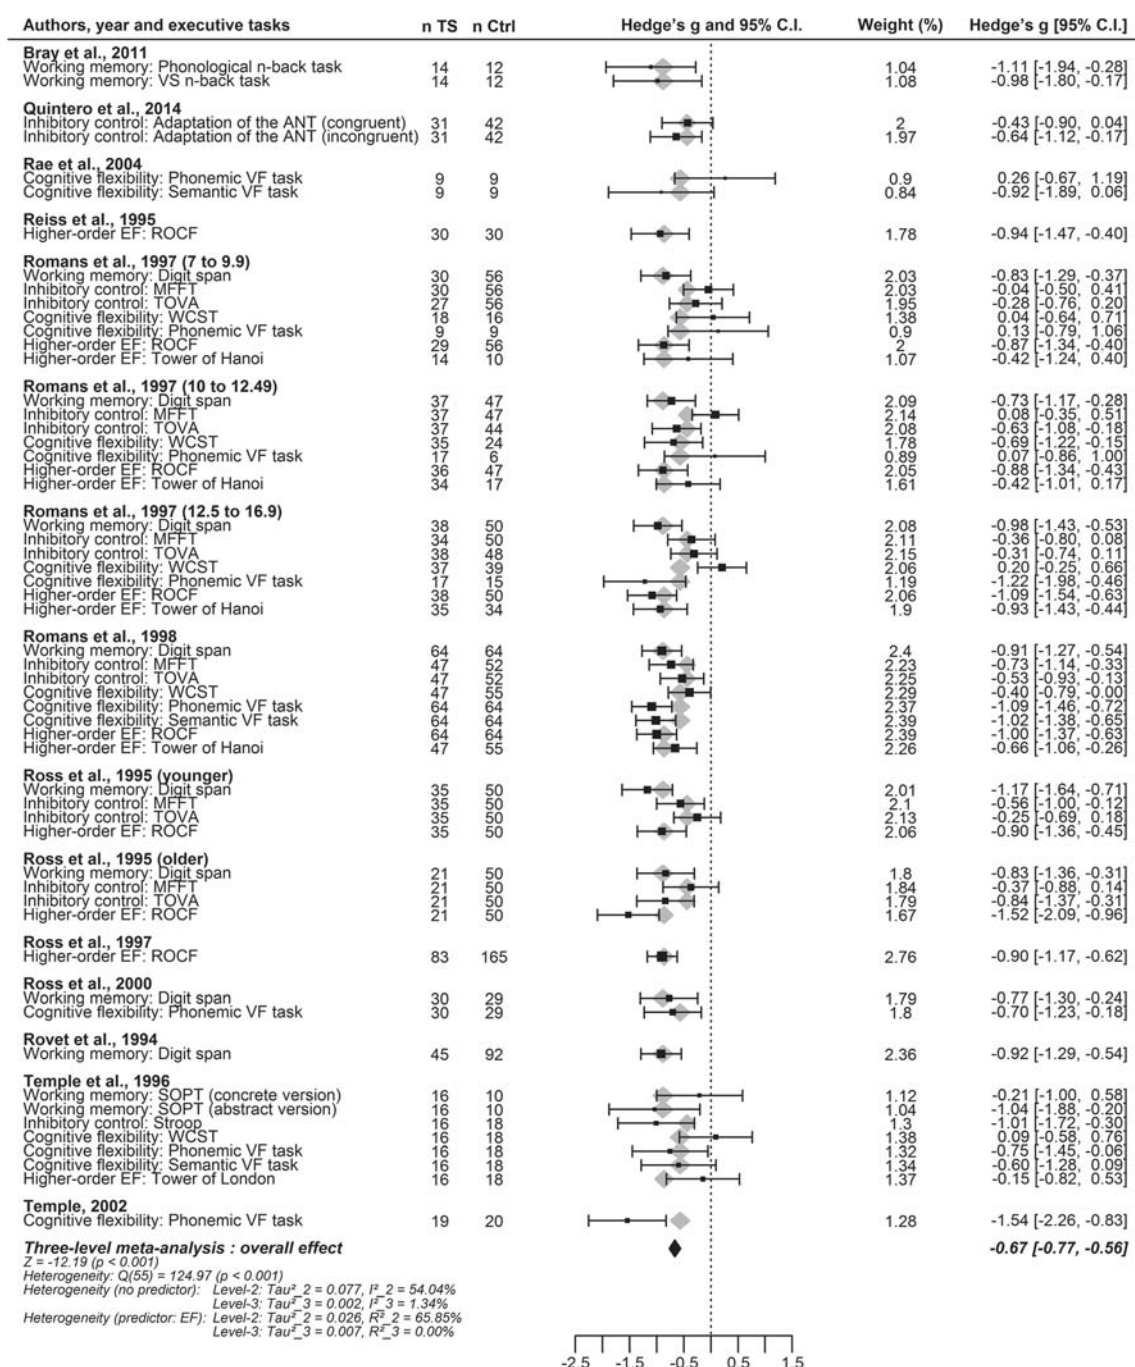 Authors, year and executive tasks n TS n Ctrl Hedge's g and 95% C.I. Weight (%) Hedge's g [95% C.I.]
Bray et al., 2011
Working memory: Phonological n-back task 14 12 1.04 -1.11 [-1.94, -0.28]
Working memory: VS n-back task 14 12 1.08 -0.98 [-1.80, -0.17]
Quintero et al., 2014
Inhibitory control: Adaptation of the ANT (congruent) 31 42 2 -0.43 [-0.90, 0.04]
Inhibitory control: Adaptation of the ANT (incongruent) 31 42 1.97 -0.64 [-1.12, -0.17]
Rae et al., 2004
Cognitive flexibility: Phonemic VF task 9 9 0.9 0.26 [-0.67, 1.19]
Cognitive flexibility: Semantic VF task 9 9 0.84 -0.92 [-1.89, 0.06]
Reiss et al., 1995
Higher-order EF: ROCF 30 30 1.78 -0.94 [-1.47, -0.40]
Romans et al., 1997 (7 to 9.9)
Working memory: Digit span 30 56 2.03 -0.83 [-1.29, -0.37]
Inhibitory control: MFFT 30 56 2.03 -0.04 [-0.50, 0.41]
Inhibitory control: TOVA 27 56 1.95 -0.28 [-0.76, 0.20]
Cognitive flexibility: WCST 18 16 1.38 0.04 [-0.64, 0.71]
Cognitive flexibility: Phonemic VF task 9 9 0.9 0.13 [-0.79, 1.06]
Higher-order EF: ROCF 29 56 2 -0.87 [-1.34, -0.40]
Higher-order EF: Tower of Hanoi 14 10 1.07 -0.42 [-1.24, 0.40]
Romans et al., 1997 (10 to 12.49)
Working memory: Digit span 37 47 2.09 -0.73 [-1.17, -0.28]
Inhibitory control: MFFT 37 47 2.14 0.08 [-0.35, 0.51]
Inhibitory control: TOVA 37 44 2.08 -0.63 [-1.08, -0.18]
Cognitive flexibility: WCST 35 24 1.78 -0.69 [-1.22, -0.15]
Cognitive flexibility: Phonemic VF task 17 6 0.89 0.07 [-0.86, 1.00]
Higher-order EF: ROCF 36 47 2.05 -0.88 [-1.34, -0.43]
Higher-order EF: Tower of Hanoi 34 17 1.61 -0.42 [-1.01, 0.17]
Romans et al., 1997 (12.5 to 16.9)
Working memory: Digit span 38 50 2.08 -0.98 [-1.43, -0.53]
Inhibitory control: MFFT 34 50 2.11 -0.36 [-0.80, 0.08]
Inhibitory control: TOVA 38 48 2.15 -0.31 [-0.74, 0.11]
Cognitive flexibility: WCST 37 39 2.06 0.20 [-0.25, 0.66]
Cognitive flexibility: Phonemic VF task 17 15 1.19 -1.22 [-1.98, -0.46]
Higher-order EF: ROCF 38 50 2.06 -1.09 [-1.54, -0.63]
Higher-order EF: Tower of Hanoi 35 34 1.9 -0.93 [-1.43, -0.44]
Romans et al., 1998
Working memory: Digit span 64 64 2.4 -0.91 [-1.27, -0.54]
Inhibitory control: MFFT 47 52 2.23 -0.73 [-1.14, -0.33]
Inhibitory control: TOVA 47 52 2.25 -0.53 [-0.93, -0.13]
Cognitive flexibility: WCST 47 55 2.29 -0.40 [-0.79, -0.00]
Cognitive flexibility: Phonemic VF task 64 64 2.37 -1.09 [-1.46, -0.72]
Cognitive flexibility: Semantic VF task 64 64 2.39 -1.02 [-1.38, -0.65]
Higher-order EF: ROCF 64 64 2.39 -1.00 [-1.37, -0.63]
Higher-order EF: Tower of Hanoi 47 55 2.26 -0.66 [-1.06, -0.26]
Ross et al., 1995 (younger)
Working memory: Digit span 35 50 2.01 -1.17 [-1.64, -0.71]
Inhibitory control: MFFT 35 50 2.1 -0.56 [-1.00, -0.12]
Inhibitory control: TOVA 35 50 2.13 -0.25 [-0.69, 0.18]
Higher-order EF: ROCF 35 50 2.06 -0.90 [-1.36, -0.45]
Ross et al., 1995 (older)
Working memory: Digit span 21 50 1.8 -0.83 [-1.36, -0.31]
Inhibitory control: MFFT 21 50 1.84 -0.37 [-0.88, 0.14]
Inhibitory control: TOVA 21 50 1.79 -0.84 [-1.37, -0.31]
Higher-order EF: ROCF 21 50 1.67 -1.52 [-2.09, -0.96]
Ross et al., 1997
Higher-order EF: ROCF 83 165 2.76 -0.90 [-1.17, -0.62]
Ross et al., 2000
Working memory: Digit span 30 29 1.79 -0.77 [-1.30, -0.24]
Cognitive flexibility: Phonemic VF task 30 29 1.8 -0.70 [-1.23, -0.18]
Rovet et al., 1994
Working memory: Digit span 45 92 2.36 -0.92 [-1.29, -0.54]
Temple et al., 1996
Working memory: SOPT (concrete version) 16 10 1.12 -0.21 [-1.00, 0.58]
Working memory: SOPT (abstract version) 16 10 1.04 -1.04 [-1.88, -0.20]
Inhibitory control: Stroop 16 18 1.3 -1.01 [-1.72, -0.30]
Cognitive flexibility: WCST 16 18 1.38 0.09 [-0.58, 0.76]
Cognitive flexibility: Phonemic VF task 16 18 1.32 -0.75 [-1.45, -0.06]
Cognitive flexibility: Semantic VF task 16 18 1.34 -0.60 [-1.28, 0.09]
Higher-order EF: Tower of London 16 18 1.37 -0.15 [-0.82, 0.53]
Temple, 2002
Cognitive flexibility: Phonemic VF task 19 20 1.28 -1.54 [-2.26, -0.83]
Three-level meta-analysis : overall effect -0.67 [-0.77, -0.56]
Z = -12.19 (p < 0.001)
Heterogeneity: Q(55) = 124.97 (p < 0.001)
Heterogeneity (no predictor): Level-2: Tau²_2 = 0.077, I²_2 = 54.04%
Level-3: Tau²_3 = 0.002, I²_3 = 1.34%
Heterogeneity (predictor: EF): Level-2: Tau²_2 = 0.026, R²_2 = 65.85%
Level-3: Tau²_3 = 0.007, R²_3 = 0.00%
-2.5 -1.5 -0.5 0.5 1.5